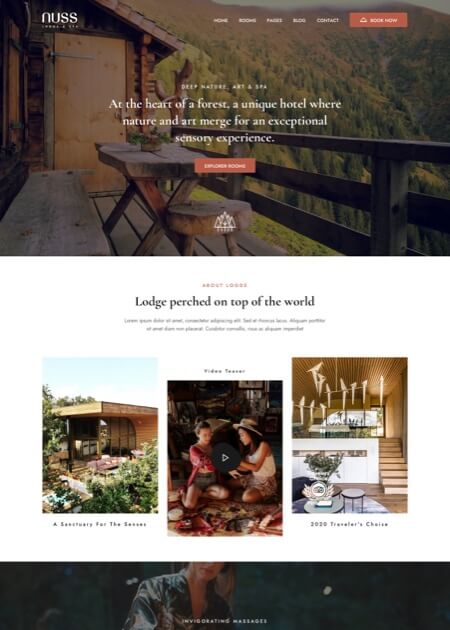 nuss
LODGE & SPA
HOME
ROOMS
PAGES
BLOG
CONTACT
BOOK NOW
DEEP NATURE, ART & SPA
At the heart of a forest, a unique hotel where
nature and art merge for an exceptional
sensory experience.
EXPLORER ROOMS
ABOUT LODGE
Lodge perched on top of the world
Lorem ipsum dolor sit amet, consectetur adipiscing elit. Sed et rhoncus lacus. Aliquam porttitor
sit amet diam non placerat. Curabitur convallis, risus ac aliquam imperdiet
Video Teaser
A Sanctuary For The Senses
2020 Traveler's Choice
INVIGORATING MASSAGES